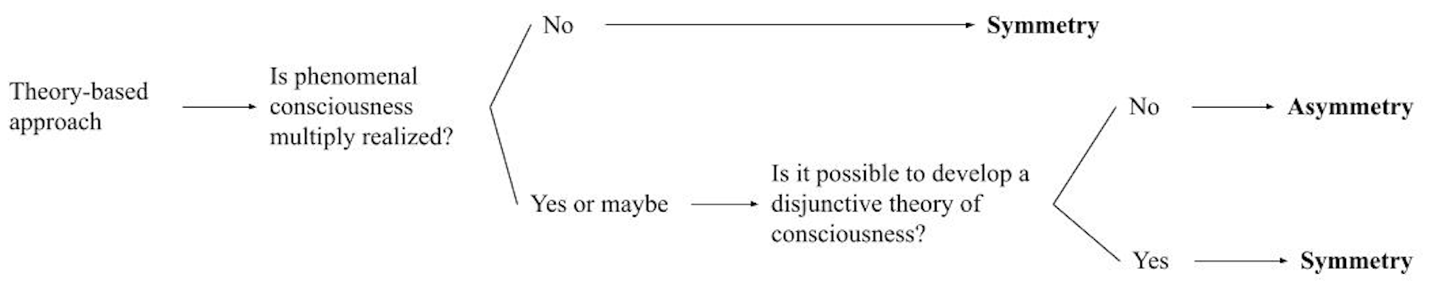 Theory-based
approach
Is phenomenal
consciousness
multiply realized?
No
Symmetry
Yes or maybe
Is it possible to develop a
disjunctive theory of
consciousness?
No
Asymmetry
Yes
Symmetry